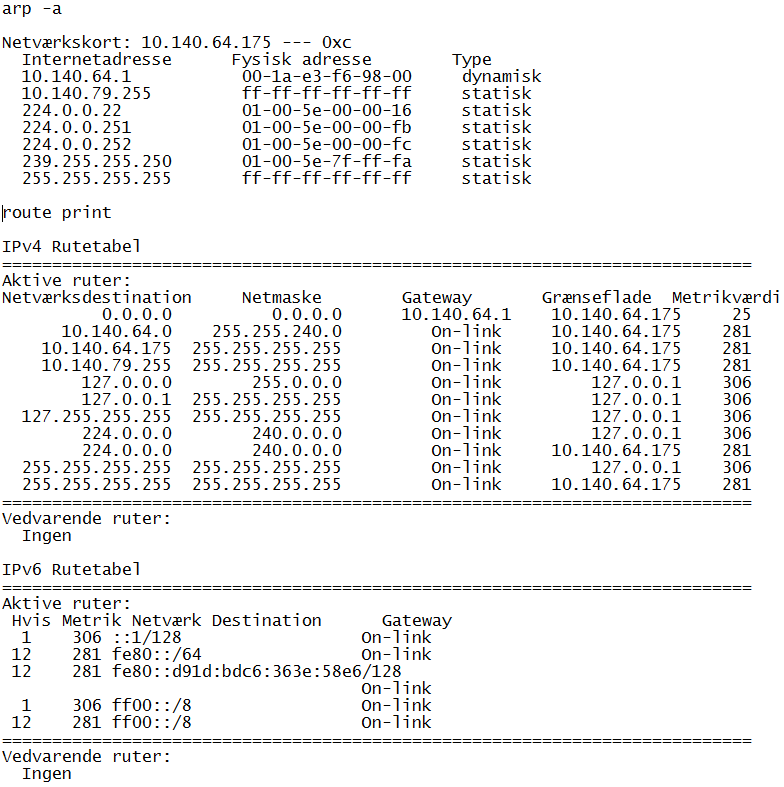 arp -a
Netværkskort: 10.140.64.175 --- 0xc
Internetadresse Fysisk adresse Type
10.140.64.1 00-1a-e3-f6-98-00 dynamisk
10.140.79.255 ff-ff-ff-ff-ff-ff statisk
224.0.0.22 01-00-5e-00-00-16 statisk
224.0.0.251 01-00-5e-00-00-fb statisk
224.0.0.252 01-00-5e-00-00-fc statisk
239.255.255.250 01-00-5e-7f-ff-fa statisk
255.255.255.255 ff-ff-ff-ff-ff-ff statisk
route print
IPv4 Rutetabel
===========================================================================
Aktive ruter:
Netværksdestination Netmaske Gateway Grænseflade Metrikværdi
0.0.0.0 0.0.0.0 10.140.64.1 10.140.64.175 25
10.140.64.0 255.255.240.0 On-link 10.140.64.175 281
10.140.64.175 255.255.255.255 On-link 10.140.64.175 281
10.140.79.255 255.255.255.255 On-link 10.140.64.175 281
127.0.0.0 255.0.0.0 On-link 127.0.0.1 306
127.0.0.1 255.255.255.255 On-link 127.0.0.1 306
127.255.255.255 255.255.255.255 On-link 127.0.0.1 306
224.0.0.0 240.0.0.0 On-link 127.0.0.1 306
224.0.0.0 240.0.0.0 On-link 10.140.64.175 281
255.255.255.255 255.255.255.255 On-link 127.0.0.1 306
255.255.255.255 255.255.255.255 On-link 10.140.64.175 281
===========================================================================
Vedvarende ruter:
Ingen
IPv6 Rutetabel
===========================================================================
Aktive ruter:
Hvis Metrik Netværk Destination Gateway
1 306 ::1/128 On-link
12 281 fe80::/64 On-link
12 281 fe80::d91d:bdc6:363e:58e6/128
On-link
1 306 ff00::/8 On-link
12 281 ff00::/8 On-link
===========================================================================
Vedvarende ruter:
Ingen